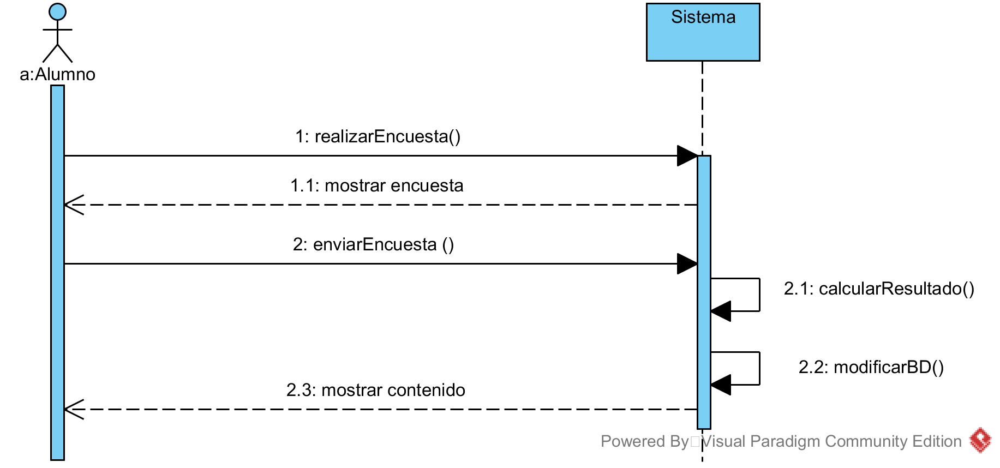 Sistema
a:Alumno
1: realizarEncuesta()
1.1: mostrar encuesta
2: enviarEncuesta ()
2.1: calcularResultado()
2.2: modificarBD()
2.3: mostrar contenido
Powered By Visual Paradigm Community Edition